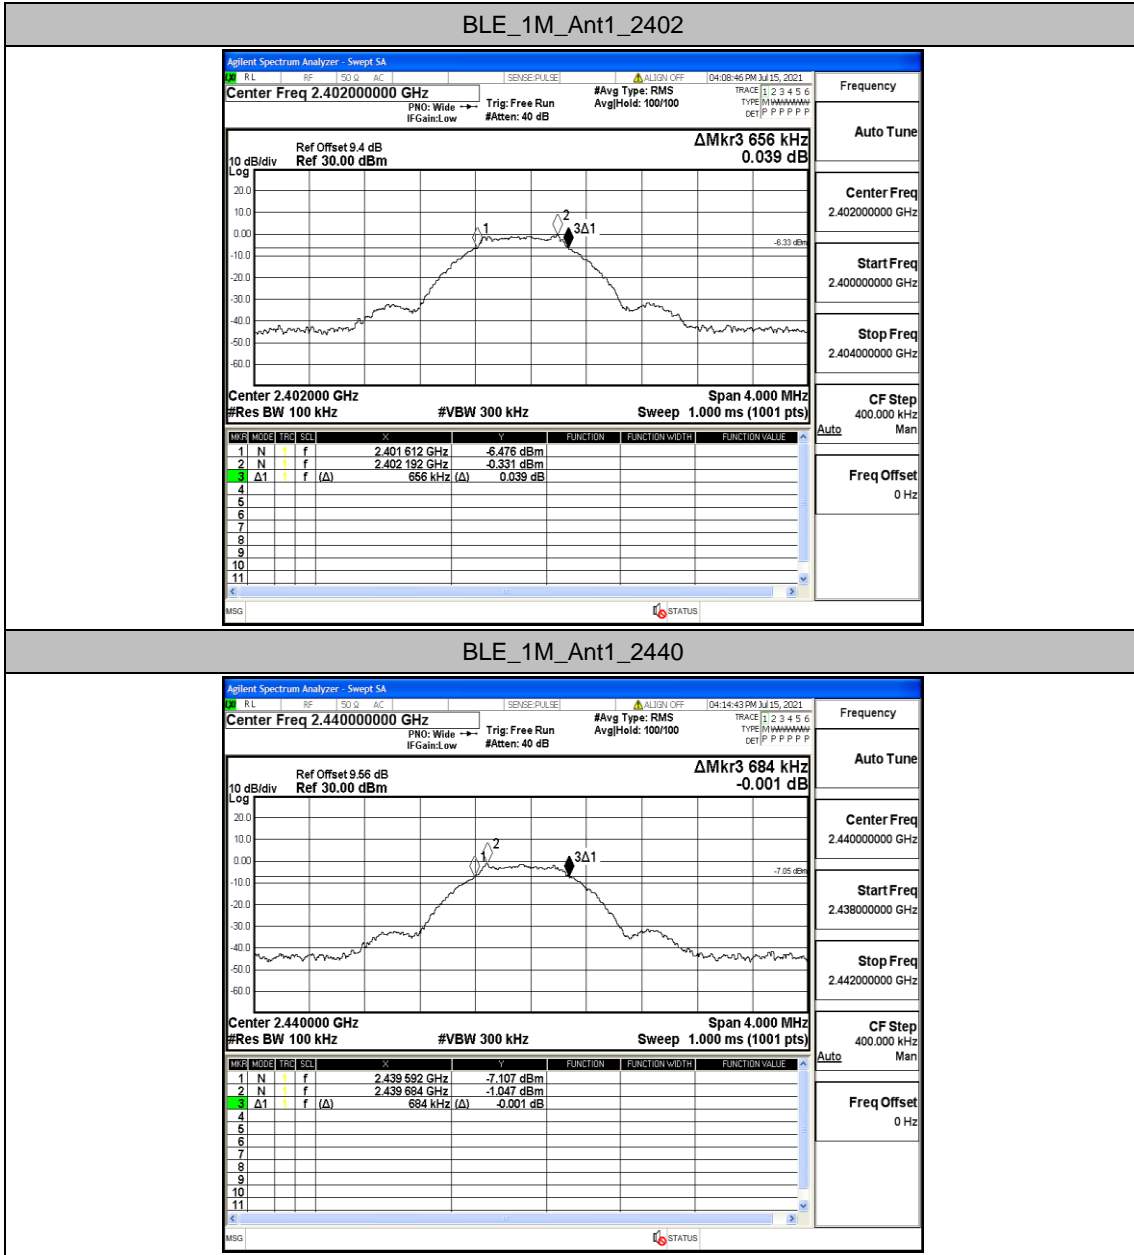 BLE_1M_Ant1_2402
Agilent Spectrum Analyzer - Swept SA
LXI RL RF 50 Ω AC SENSE:PULSE ALIGN OFF 04:08:46 PM Jul 15, 2021
Center Freq 2.402000000 GHz #Avg Type: RMS TRACE 1 2 3 4 5 6
PNO: Wide Trig: Free Run Avg|Hold: 100/100 TYPE M WWWWW
IFGain:Low #Atten: 40 dB DET P P P P P P
ΔMkr3 656 kHz
0.039 dB
Ref Offset 9.4 dB
10 dB/div Ref 30.00 dBm
Log
20.0
10.0
0.00
-10.0
-20.0
-30.0
-40.0
-50.0
-60.0
1
2
3Δ1
-6.33 dBm
Center 2.402000 GHz Span 4.000 MHz
#Res BW 100 kHz #VBW 300 kHz Sweep 1.000 ms (1001 pts)
MKR MODE TRC SCL X Y FUNCTION FUNCTION WIDTH FUNCTION VALUE
1 N 1 f 2.401 612 GHz -6.476 dBm
2 N 1 f 2.402 192 GHz -0.331 dBm
3 Δ1 1 f (Δ) 656 kHz (Δ) 0.039 dB
4
5
6
7
8
9
10
11
MSG STATUS
Frequency
Auto Tune
Center Freq
2.402000000 GHz
Start Freq
2.400000000 GHz
Stop Freq
2.404000000 GHz
CF Step
400.000 kHz
Auto Man
Freq Offset
0 Hz
BLE_1M_Ant1_2440
Agilent Spectrum Analyzer - Swept SA
LXI RL RF 50 Ω AC SENSE:PULSE ALIGN OFF 04:14:43 PM Jul 15, 2021
Center Freq 2.440000000 GHz #Avg Type: RMS TRACE 1 2 3 4 5 6
PNO: Wide Trig: Free Run Avg|Hold: 100/100 TYPE M WWWWW
IFGain:Low #Atten: 40 dB DET P P P P P P
ΔMkr3 684 kHz
-0.001 dB
Ref Offset 9.56 dB
10 dB/div Ref 30.00 dBm
Log
20.0
10.0
0.00
-10.0
-20.0
-30.0
-40.0
-50.0
-60.0
1
2
3Δ1
-7.05 dBm
Center 2.440000 GHz Span 4.000 MHz
#Res BW 100 kHz #VBW 300 kHz Sweep 1.000 ms (1001 pts)
MKR MODE TRC SCL X Y FUNCTION FUNCTION WIDTH FUNCTION VALUE
1 N 1 f 2.439 592 GHz -7.107 dBm
2 N 1 f 2.439 684 GHz -1.047 dBm
3 Δ1 1 f (Δ) 684 kHz (Δ) -0.001 dB
4
5
6
7
8
9
10
11
MSG STATUS
Frequency
Auto Tune
Center Freq
2.440000000 GHz
Start Freq
2.438000000 GHz
Stop Freq
2.442000000 GHz
CF Step
400.000 kHz
Auto Man
Freq Offset
0 Hz